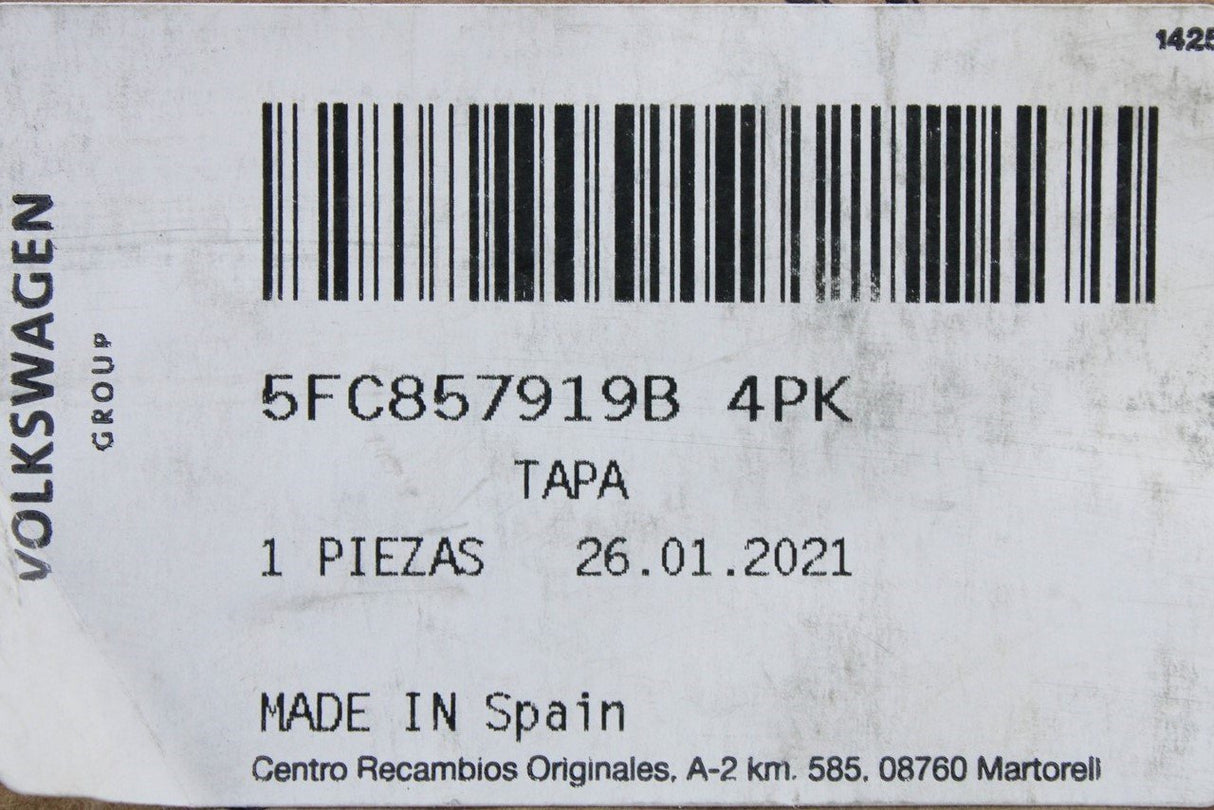 1425
VOLKSWAGEN
GROUP
5FC857919B 4PK
TAPA
1 PIEZAS 26.01.2021
MADE IN Spain
Centro Recambios Originales, A-2 km. 585, 08760 Martorell